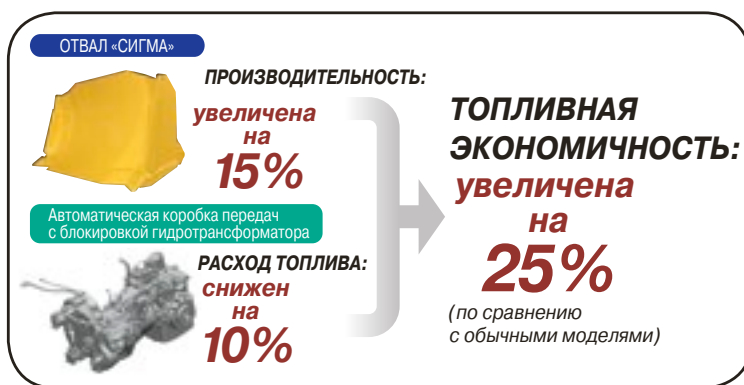 ОТВАЛ «СИГМА»
ПРОИЗВОДИТЕЛЬНОСТЬ:
увеличена
на
15%
Автоматическая коробка передач
с блокировкой гидротрансформатора
РАСХОД ТОПЛИВА:
снижен
на
10%
ТОПЛИВНАЯ
ЭКОНОМИЧНОСТЬ:
увеличена
на
25%
(по сравнению
с обычными моделями)